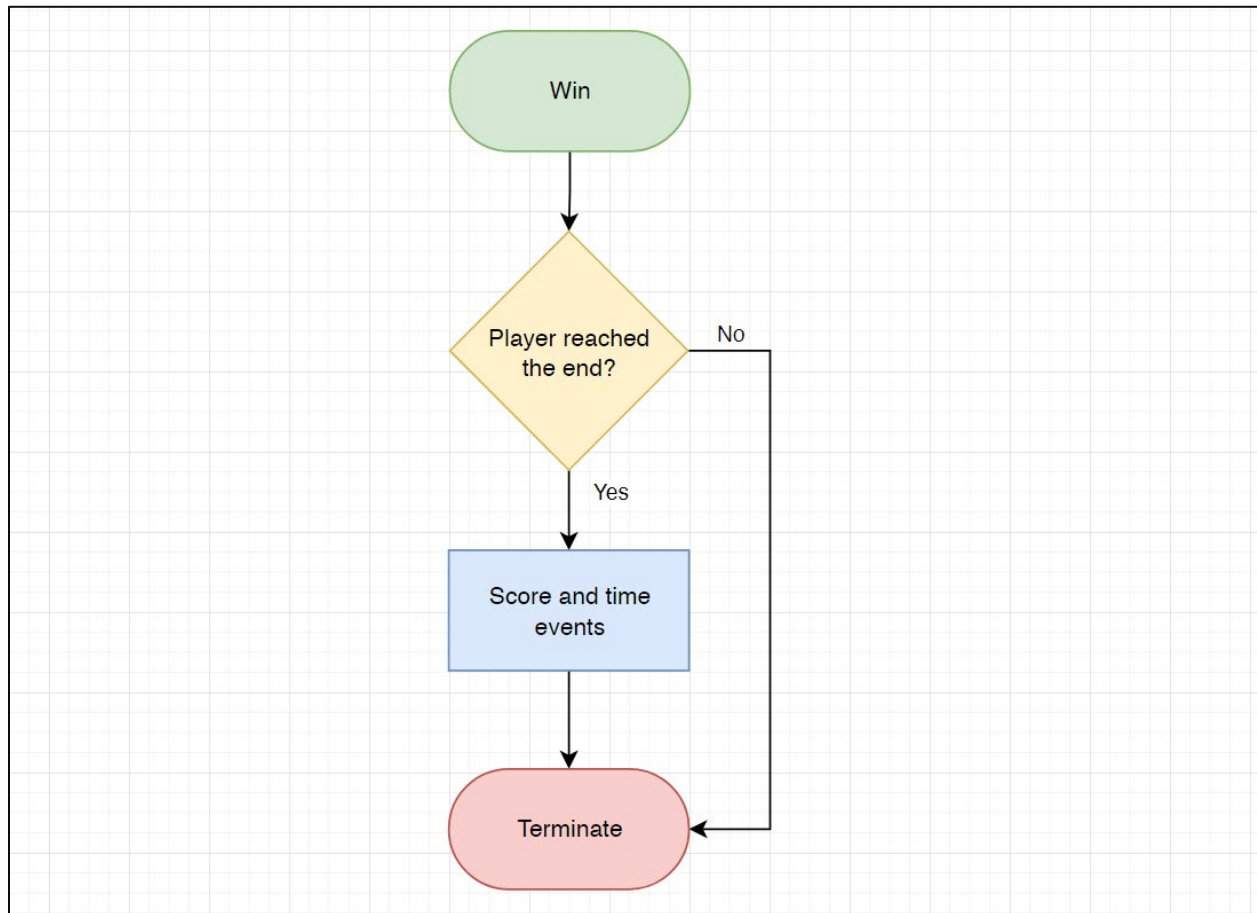 Win
Player reached
the end?
No
Yes
Score and time
events
Terminate